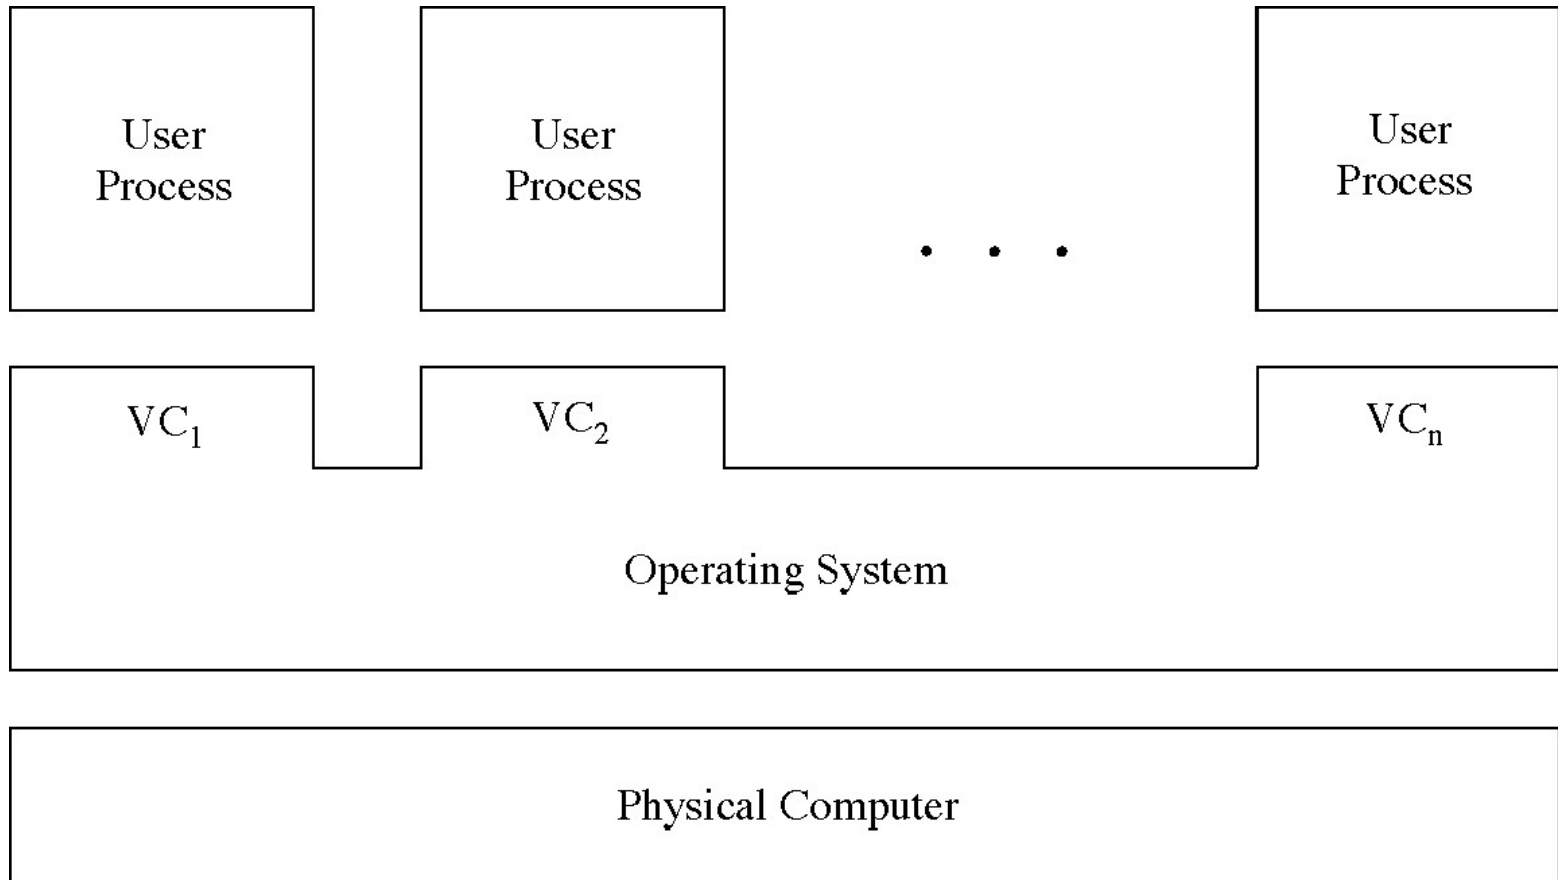 User
Process
User
Process
User
Process
. . .
VC₁
VC₂
VCₙ
Operating System
Physical Computer